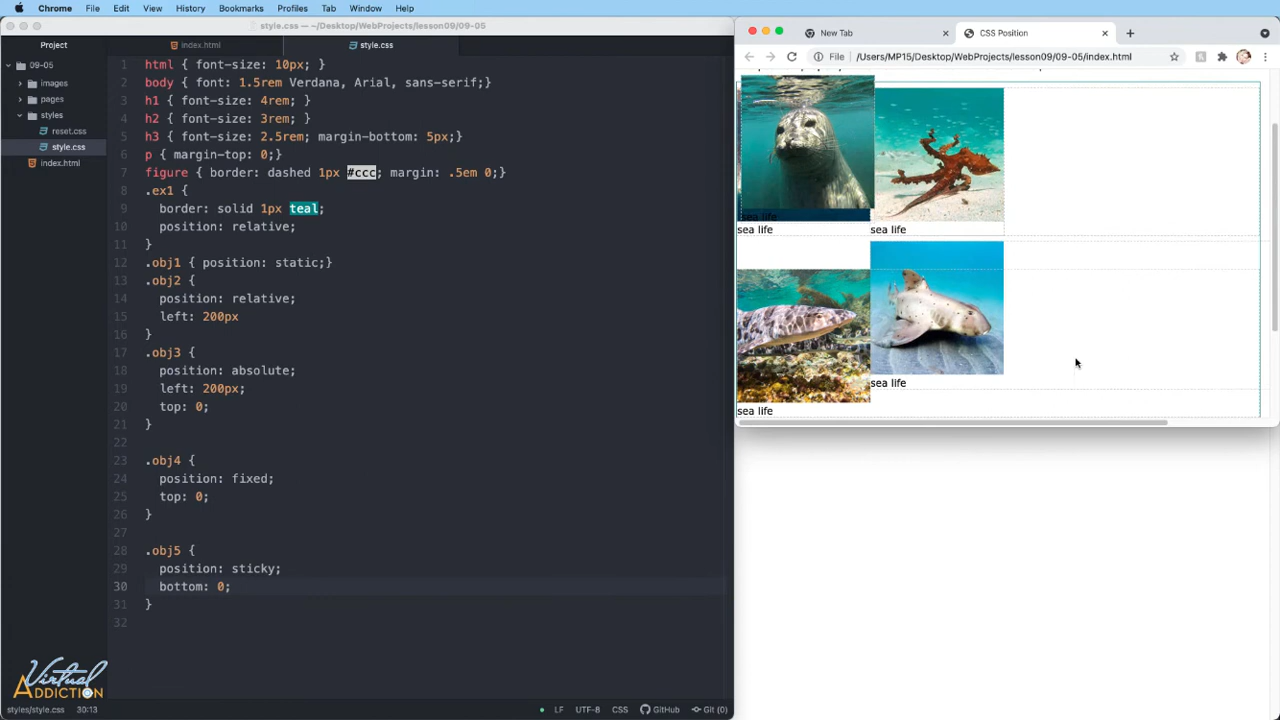 Chrome File Edit View History Bookmarks Profiles Tab Window Help
style.css — ~/Desktop/WebProjects/lesson09/09-05
New Tab
CSS Position
Project
index.html
style.css
File /Users/MP15/Desktop/WebProjects/lesson09/09-05/index.html
09-05
images
pages
styles
reset.css
style.css
index.html
1 html { font-size: 10px; }
2 body { font: 1.5rem Verdana, Arial, sans-serif;}
3 h1 { font-size: 4rem; }
4 h2 { font-size: 3rem; }
5 h3 { font-size: 2.5rem; margin-bottom: 5px;}
6 p { margin-top: 0;}
7 figure { border: dashed 1px #ccc; margin: .5em 0;}
8 .ex1 {
9 border: solid 1px teal;
10 position: relative;
11 }
12 .obj1 { position: static;}
13 .obj2 {
14 position: relative;
15 left: 200px
16 }
17 .obj3 {
18 position: absolute;
19 left: 200px;
20 top: 0;
21 }
22
23 .obj4 {
24 position: fixed;
25 top: 0;
26 }
27
28 .obj5 {
29 position: sticky;
30 bottom: 0;
31 }
32
sea life
sea life
sea life
sea life
sea life
Virtual
ADDICTION
styles/style.css 30:13
LF UTF-8 CSS GitHub Git (0)